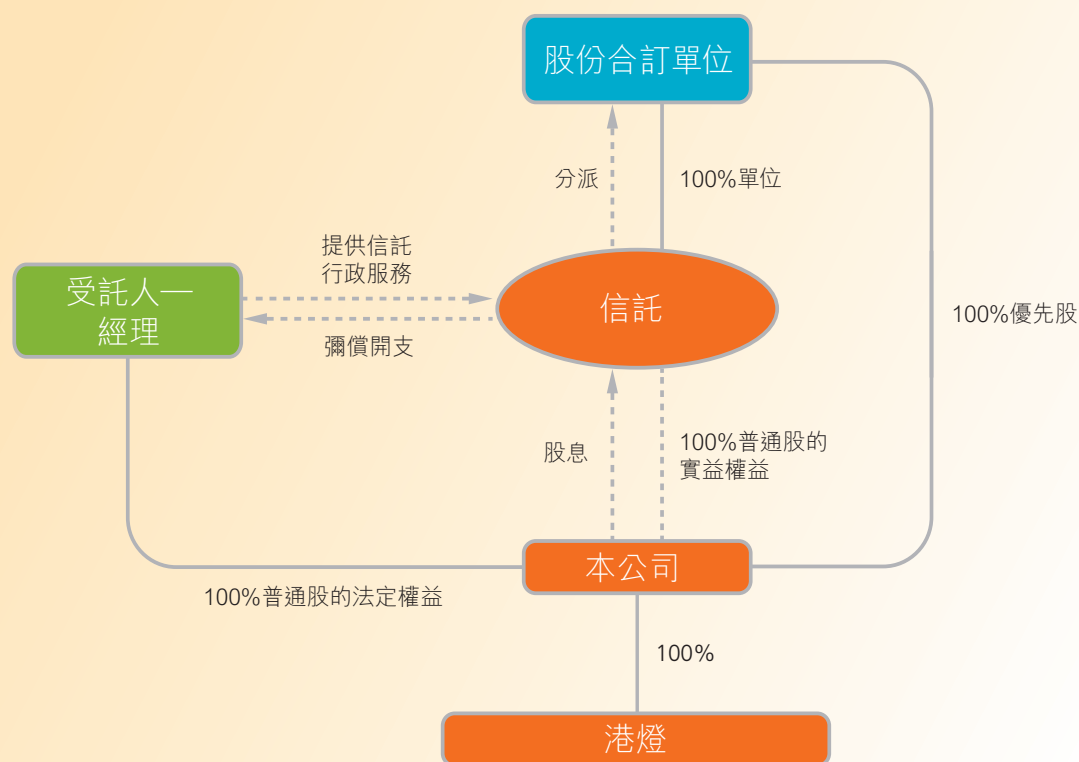 股份合訂單位
分派
100%單位
提供信託
行政服務
受託人—
經理
信託
100%優先股
彌償開支
股息
100%普通股的
實益權益
本公司
100%普通股的法定權益
100%
港燈